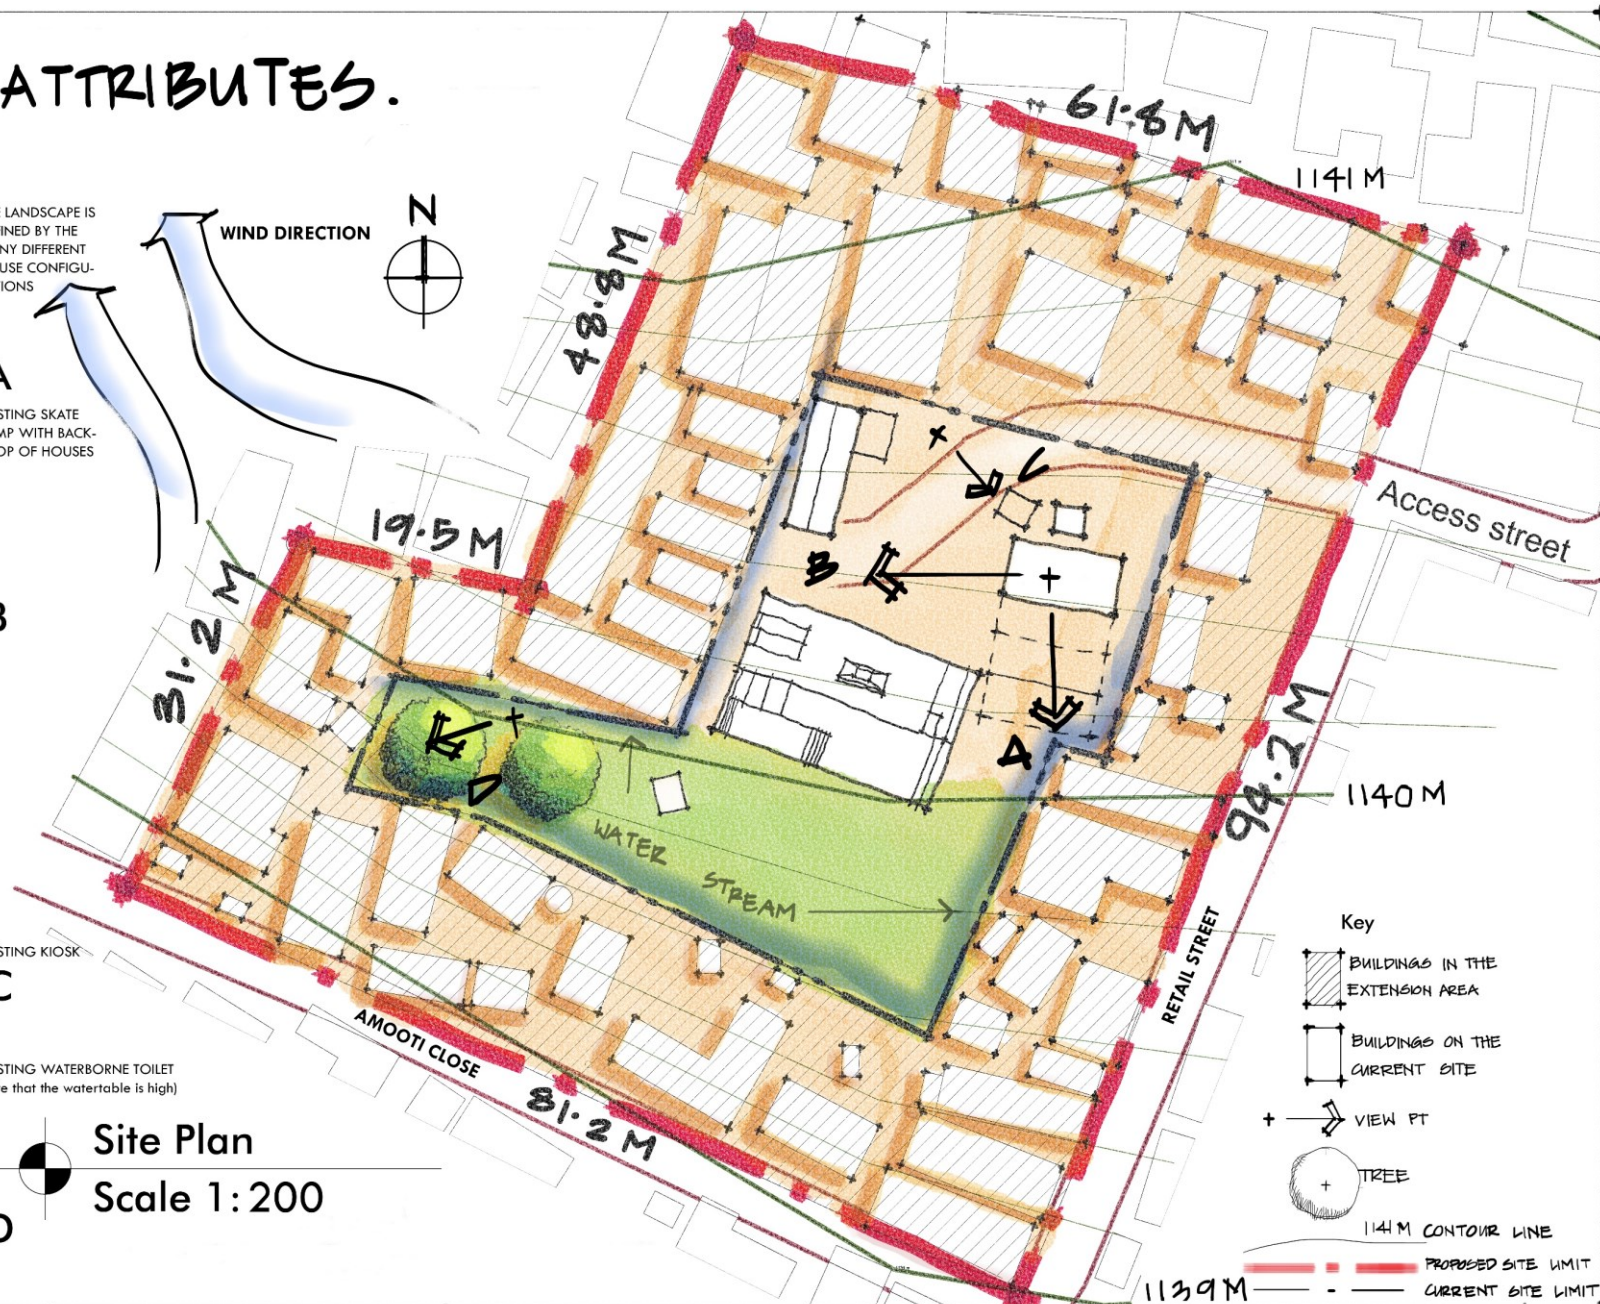 ATTRIBUTES.
LANDSCAPE IS
INED BY THE
NY DIFFERENT
USE CONFIGU-
TIONS
WIND DIRECTION
N
61.8M
1141M
48.8M
A
STING SKATE
MP WITH BACK-
OP OF HOUSES
19.5M
31.2M
Access street
C
B
B
A
D
WATER
STREAM
94.2M
1140M
STING KIOSK
C
STING WATERBORNE TOILET
e that the watertable is high)
AMOOTI CLOSE
81.2M
RETAIL STREET
Site Plan
Scale 1:200
D
Key
BUILDINGS IN THE
EXTENSION AREA
BUILDINGS ON THE
CURRENT SITE
VIEW PT
TREE
1141M CONTOUR LINE
PROPOSED SITE LIMIT
CURRENT SITE LIMIT
1139M